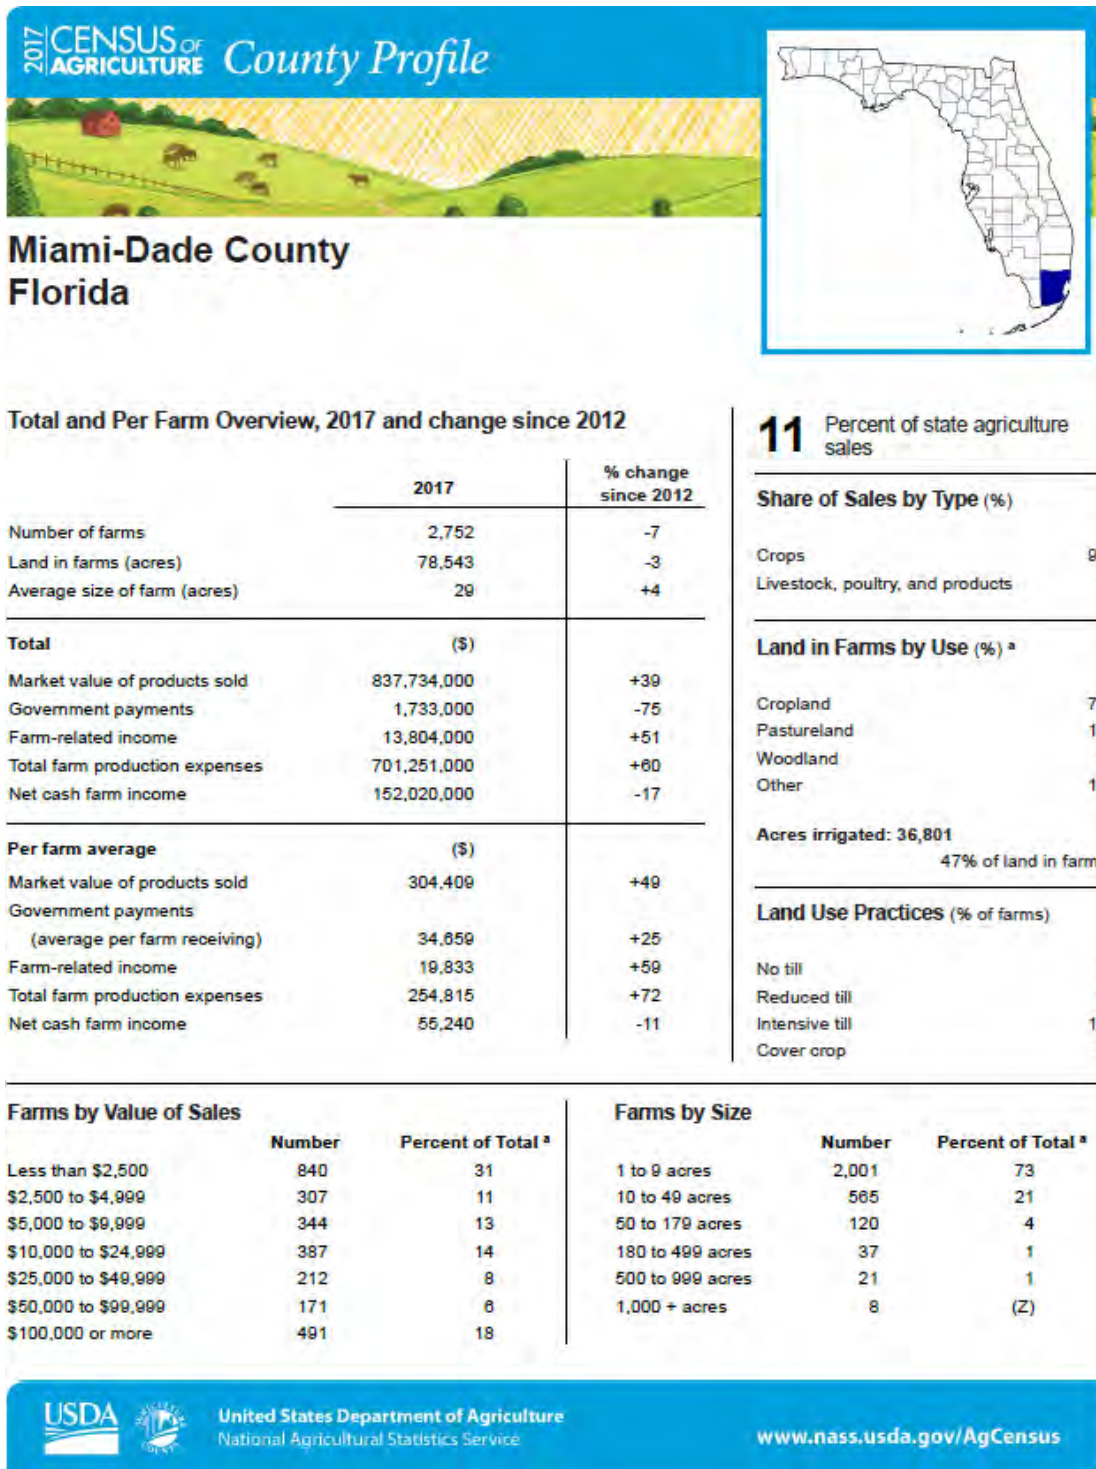 2017 CENSUS OF AGRICULTURE County Profile
Miami-Dade County
Florida
Total and Per Farm Overview, 2017 and change since 2012
2017 % change since 2012
Number of farms 2,752 -7
Land in farms (acres) 78,543 -3
Average size of farm (acres) 29 +4
Total ($)
Market value of products sold 837,734,000 +39
Government payments 1,733,000 -75
Farm-related income 13,804,000 +51
Total farm production expenses 701,251,000 +60
Net cash farm income 152,020,000 -17
Per farm average ($)
Market value of products sold 304,409 +49
Government payments
(average per farm receiving) 34,659 +25
Farm-related income 19,833 +59
Total farm production expenses 254,815 +72
Net cash farm income 55,240 -11
11 Percent of state agriculture
sales
Share of Sales by Type (%)
Crops 9
Livestock, poultry, and products
Land in Farms by Use (%) a
Cropland 7
Pastureland 1
Woodland
Other 1
Acres irrigated: 36,801
47% of land in farm
Land Use Practices (% of farms)
No till
Reduced till
Intensive till 1
Cover crop
Farms by Value of Sales
Number Percent of Total a
Less than $2,500 840 31
$2,500 to $4,999 307 11
$5,000 to $9,999 344 13
$10,000 to $24,999 387 14
$25,000 to $49,999 212 8
$50,000 to $99,999 171 6
$100,000 or more 491 18
Farms by Size
Number Percent of Total a
1 to 9 acres 2,001 73
10 to 49 acres 565 21
50 to 179 acres 120 4
180 to 499 acres 37 1
500 to 999 acres 21 1
1,000 + acres 8 (Z)
USDA
United States Department of Agriculture
National Agricultural Statistics Service
www.nass.usda.gov/AgCensus